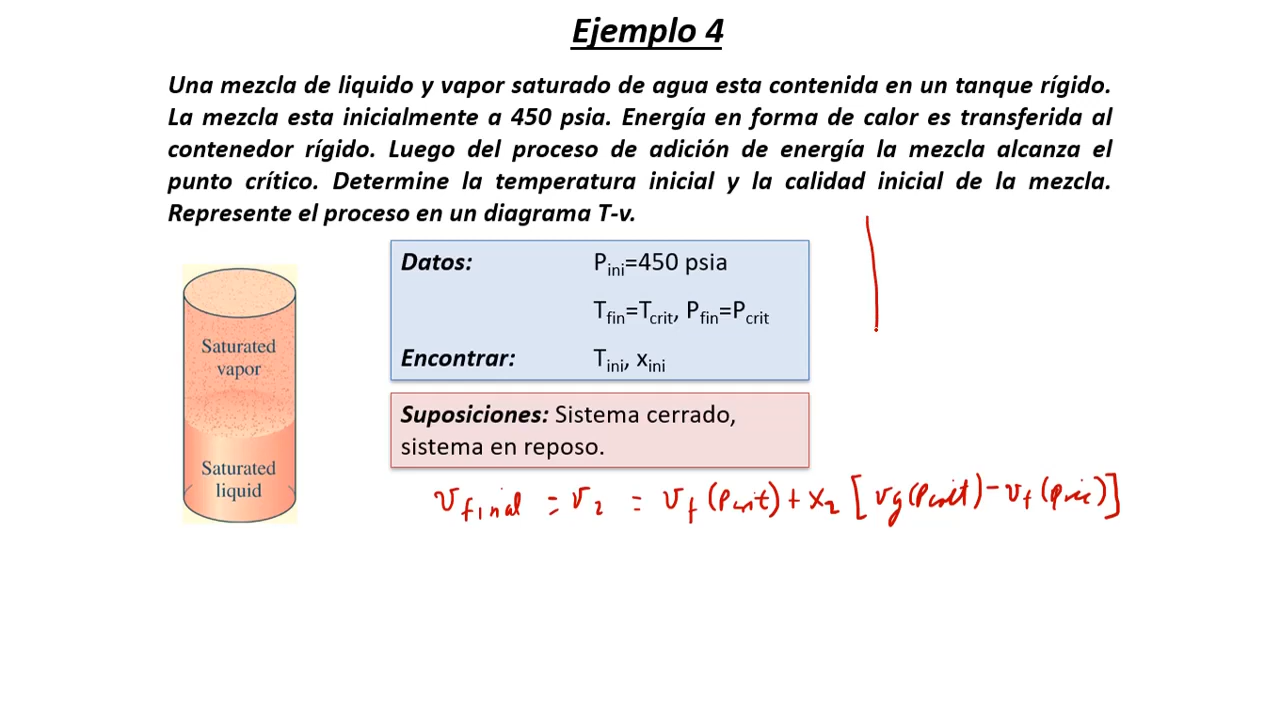 Ejemplo 4
Una mezcla de liquido y vapor saturado de agua esta contenida en un tanque rígido.
La mezcla esta inicialmente a 450 psia. Energía en forma de calor es transferida al
contenedor rígido. Luego del proceso de adición de energía la mezcla alcanza el
punto crítico. Determine la temperatura inicial y la calidad inicial de la mezcla.
Represente el proceso en un diagrama T-v.
Saturated
vapor
Saturated
liquid
Datos: Pini=450 psia
Tfin=Tcrit, Pfin=Pcrit
Encontrar: Tini, xini
Suposiciones: Sistema cerrado,
sistema en reposo.
v final = v2 = vf (Pcrit) + x2 [vg(Pcrit) - vf (